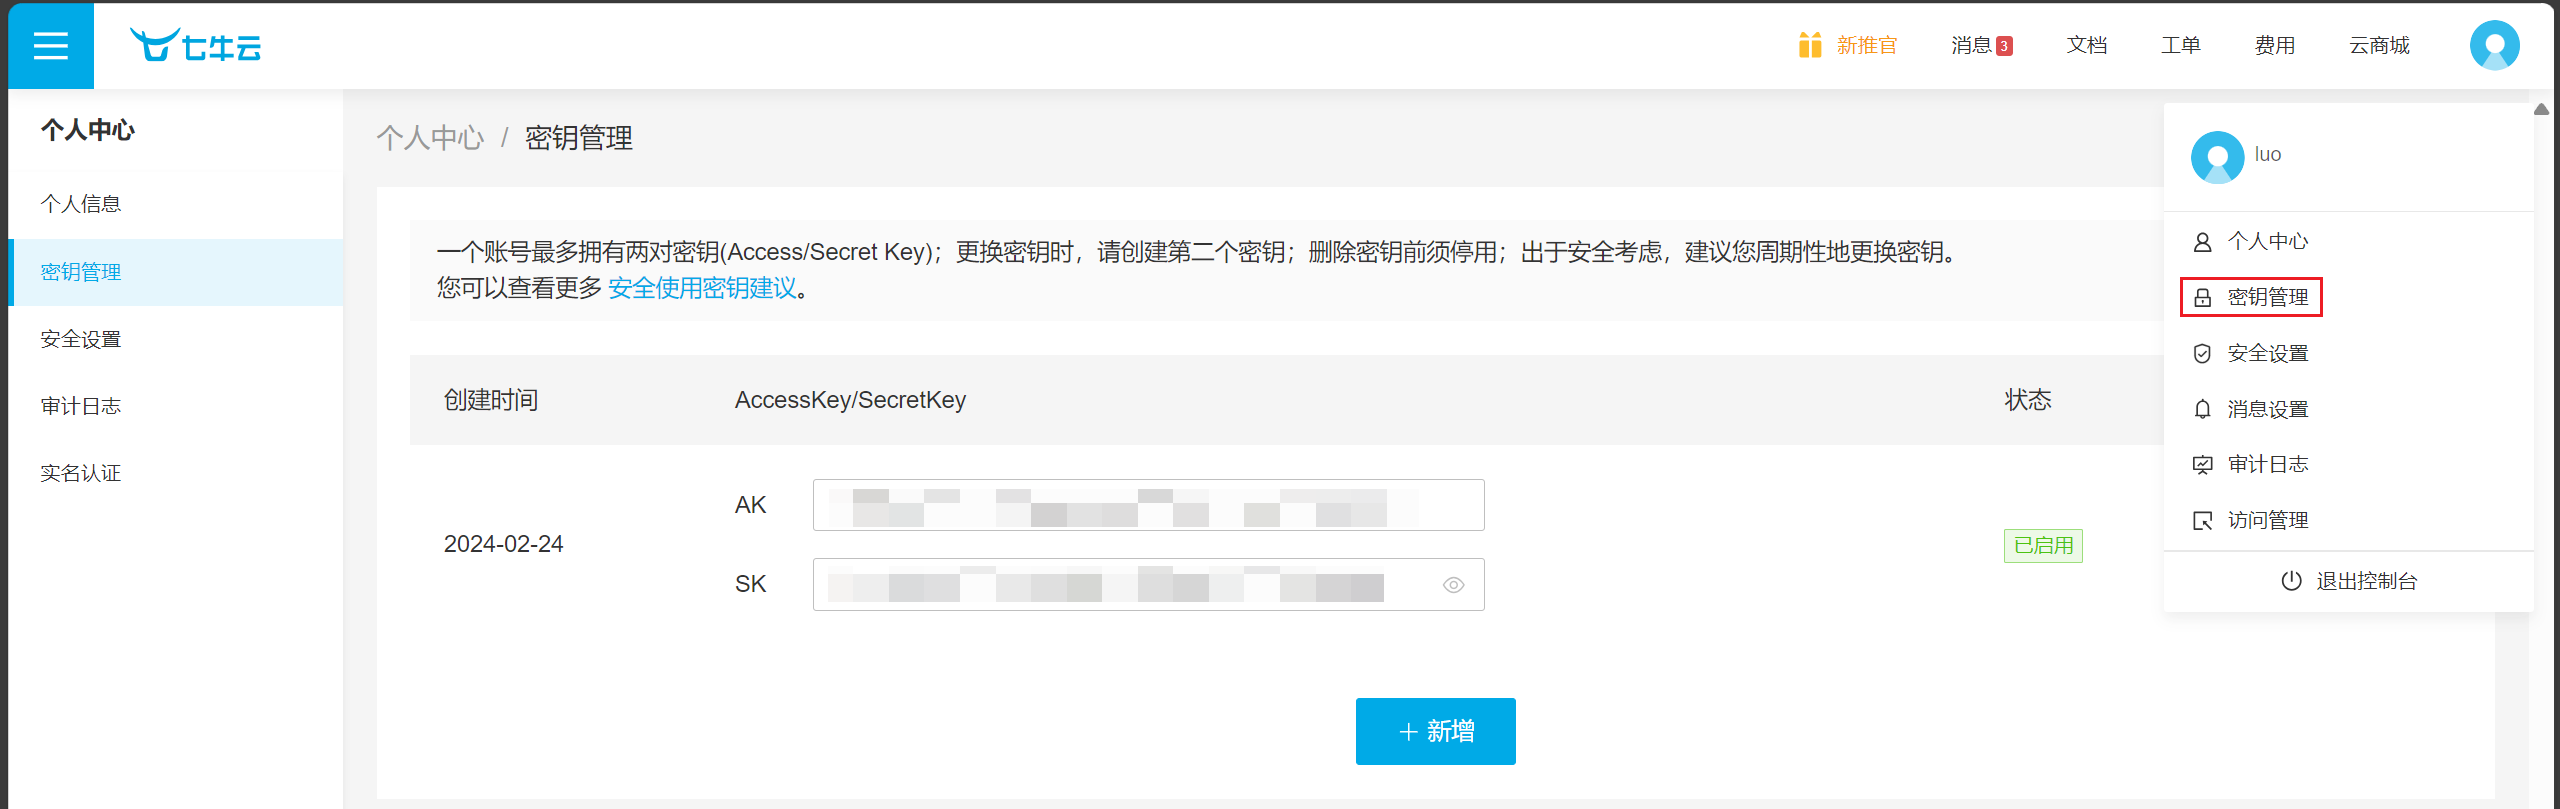 七牛云
新推官
消息 3
文档
工单
费用
云商城
个人中心
个人信息
密钥管理
安全设置
审计日志
实名认证
个人中心 / 密钥管理
一个账号最多拥有两对密钥(Access/Secret Key)；更换密钥时，请创建第二个密钥；删除密钥前须停用；出于安全考虑，建议您周期性地更换密钥。
您可以查看更多 安全使用密钥建议。
创建时间
AccessKey/SecretKey
状态
2024-02-24
AK
SK
已启用
+ 新增
luo
个人中心
密钥管理
安全设置
消息设置
审计日志
访问管理
退出控制台